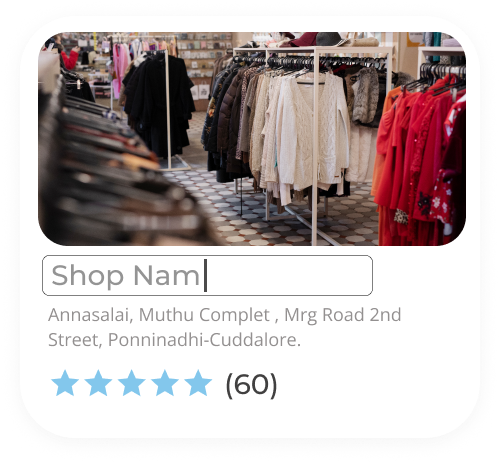 Shop Nam
Annasalai, Muthu Complet , Mrg Road 2nd
Street, Ponninadhi-Cuddalore.
(60)